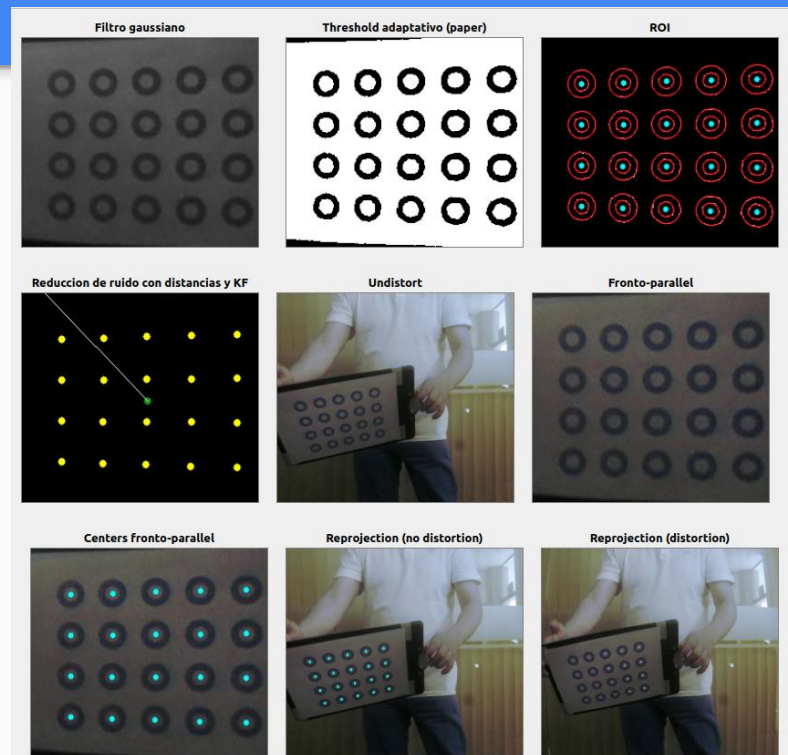 Filtro gaussiano
Threshold adaptativo (paper)
ROI
Reduccion de ruido con distancias y KF
Undistort
Fronto-parallel
Centers fronto-parallel
Reprojection (no distortion)
Reprojection (distortion)